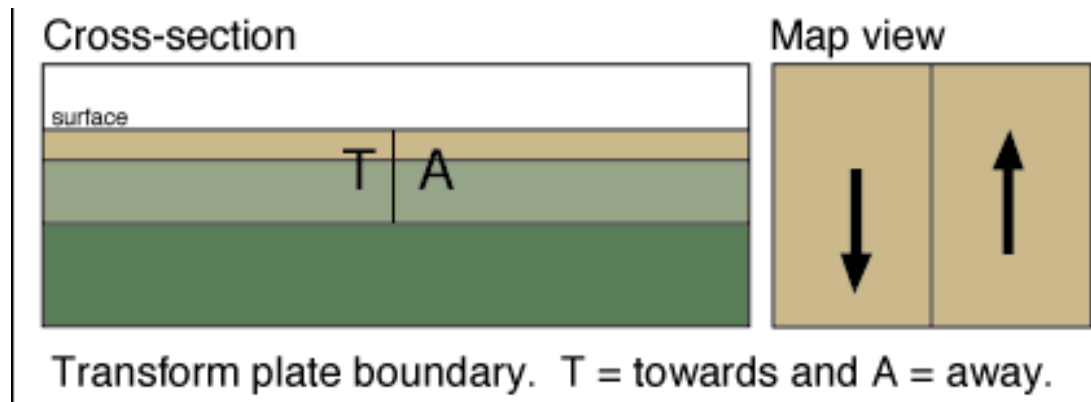 Cross-section
Map view
surface
T A
Transform plate boundary. T = towards and A = away.